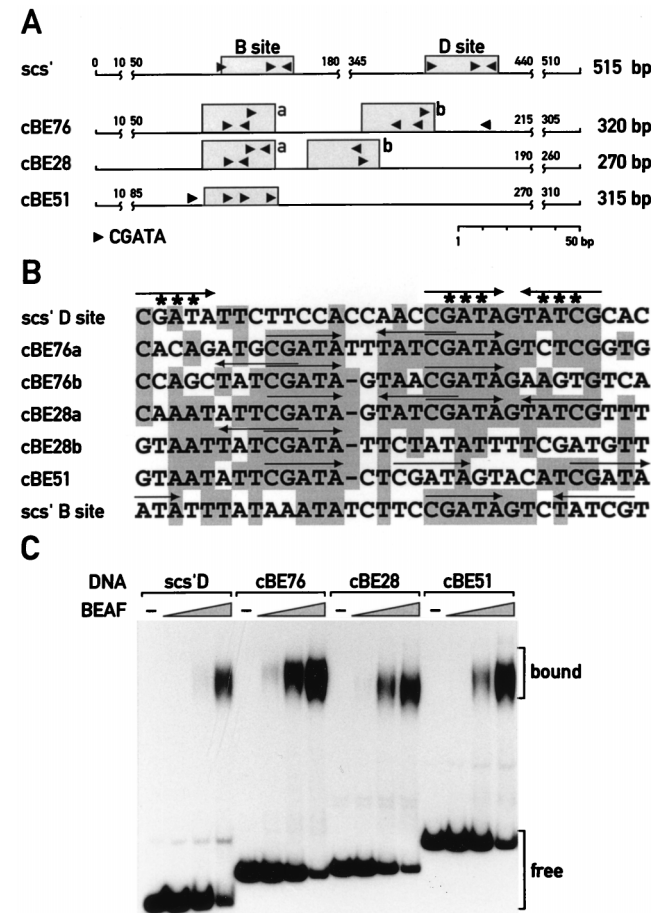 A
B site D site
scs' 0 10 50 180 345 440 510 515 bp
cBE76 10 50 a b 215 305 320 bp
cBE28 a b 190 260 270 bp
cBE51 10 85 270 310 315 bp
▶ CGATA 1 50 bp
B
*** *** ***
scs' D site CGATATTCTTCCACCAACCGATAGTATCGCAC
cBE76a CACAGATGCGATATTTATCGATAGTCTCGGTG
cBE76b CCAGCTATCGATA-GTAACGATAGAAGTGTCA
cBE28a CAAATATTCGATA-GTATCGATAGTATCGTTT
cBE28b GTAATTATCGATA-TTCTATATTTTCGATGTT
cBE51 GTAATATTCGATA-CTCGATAGTACATCGATA
scs' B site ATATTTATAAATATCTTCCGATAGTCTATCGT
C
DNA scs'D cBE76 cBE28 cBE51
BEAF – – – –
bound
free